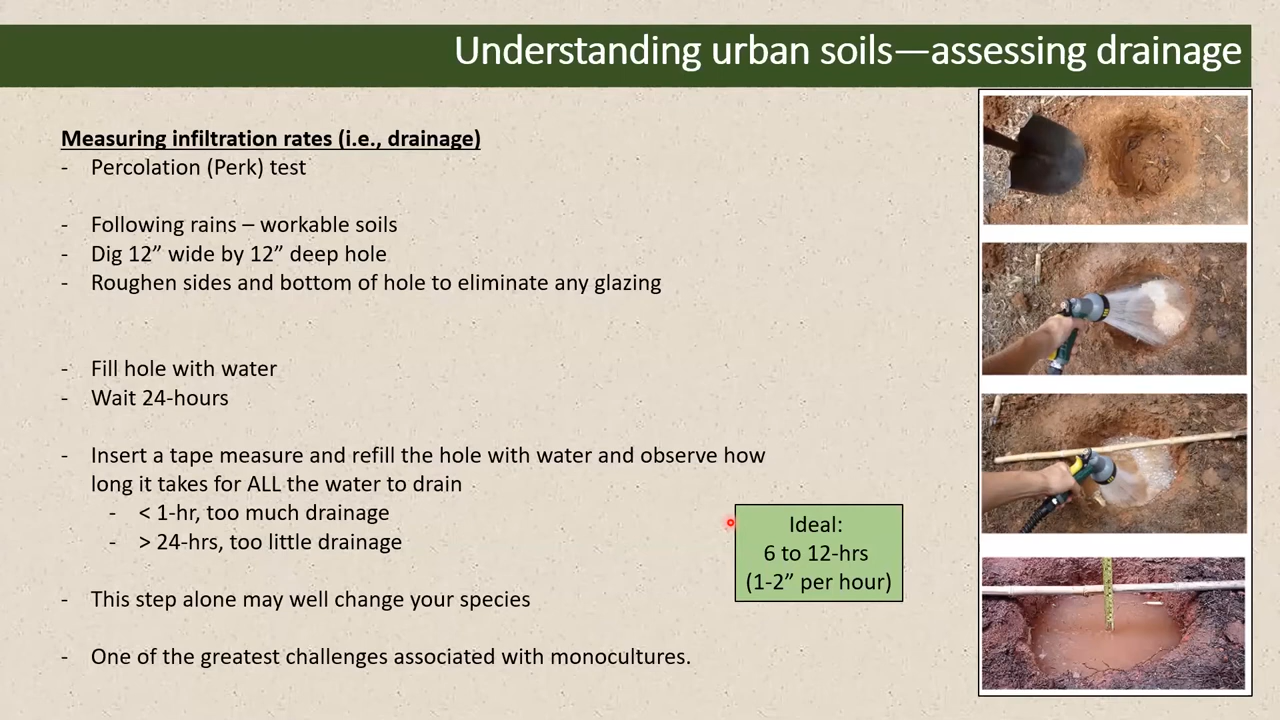 Understanding urban soils—assessing drainage
Measuring infiltration rates (i.e., drainage)
- Percolation (Perk) test
- Following rains – workable soils
- Dig 12” wide by 12” deep hole
- Roughen sides and bottom of hole to eliminate any glazing
- Fill hole with water
- Wait 24-hours
- Insert a tape measure and refill the hole with water and observe how
long it takes for ALL the water to drain
- < 1-hr, too much drainage
- > 24-hrs, too little drainage
Ideal:
6 to 12-hrs
(1-2” per hour)
- This step alone may well change your species
- One of the greatest challenges associated with monocultures.